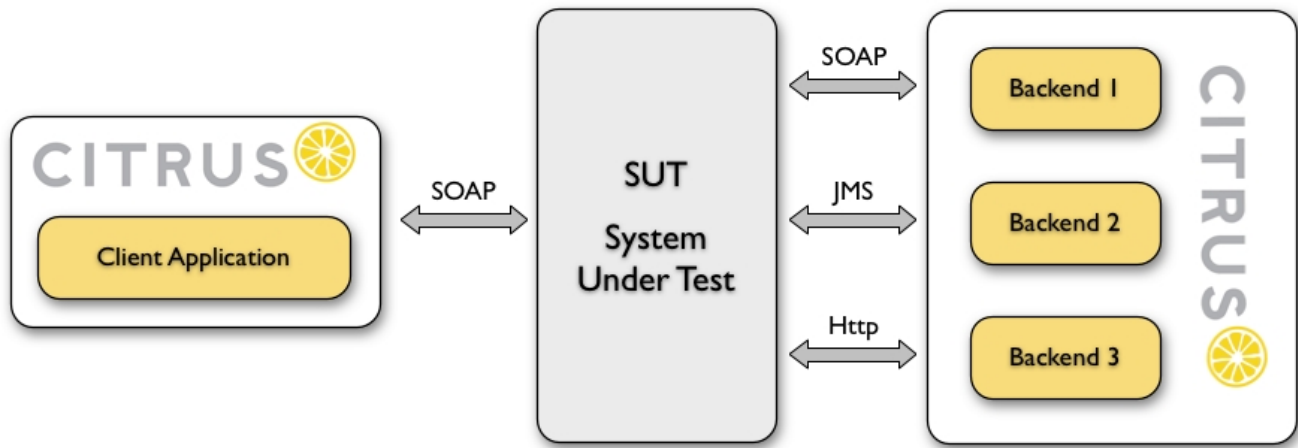 CITRUS
Client Application
SOAP
SUT
System
Under Test
SOAP
JMS
Http
Backend 1
Backend 2
Backend 3
CITRUS